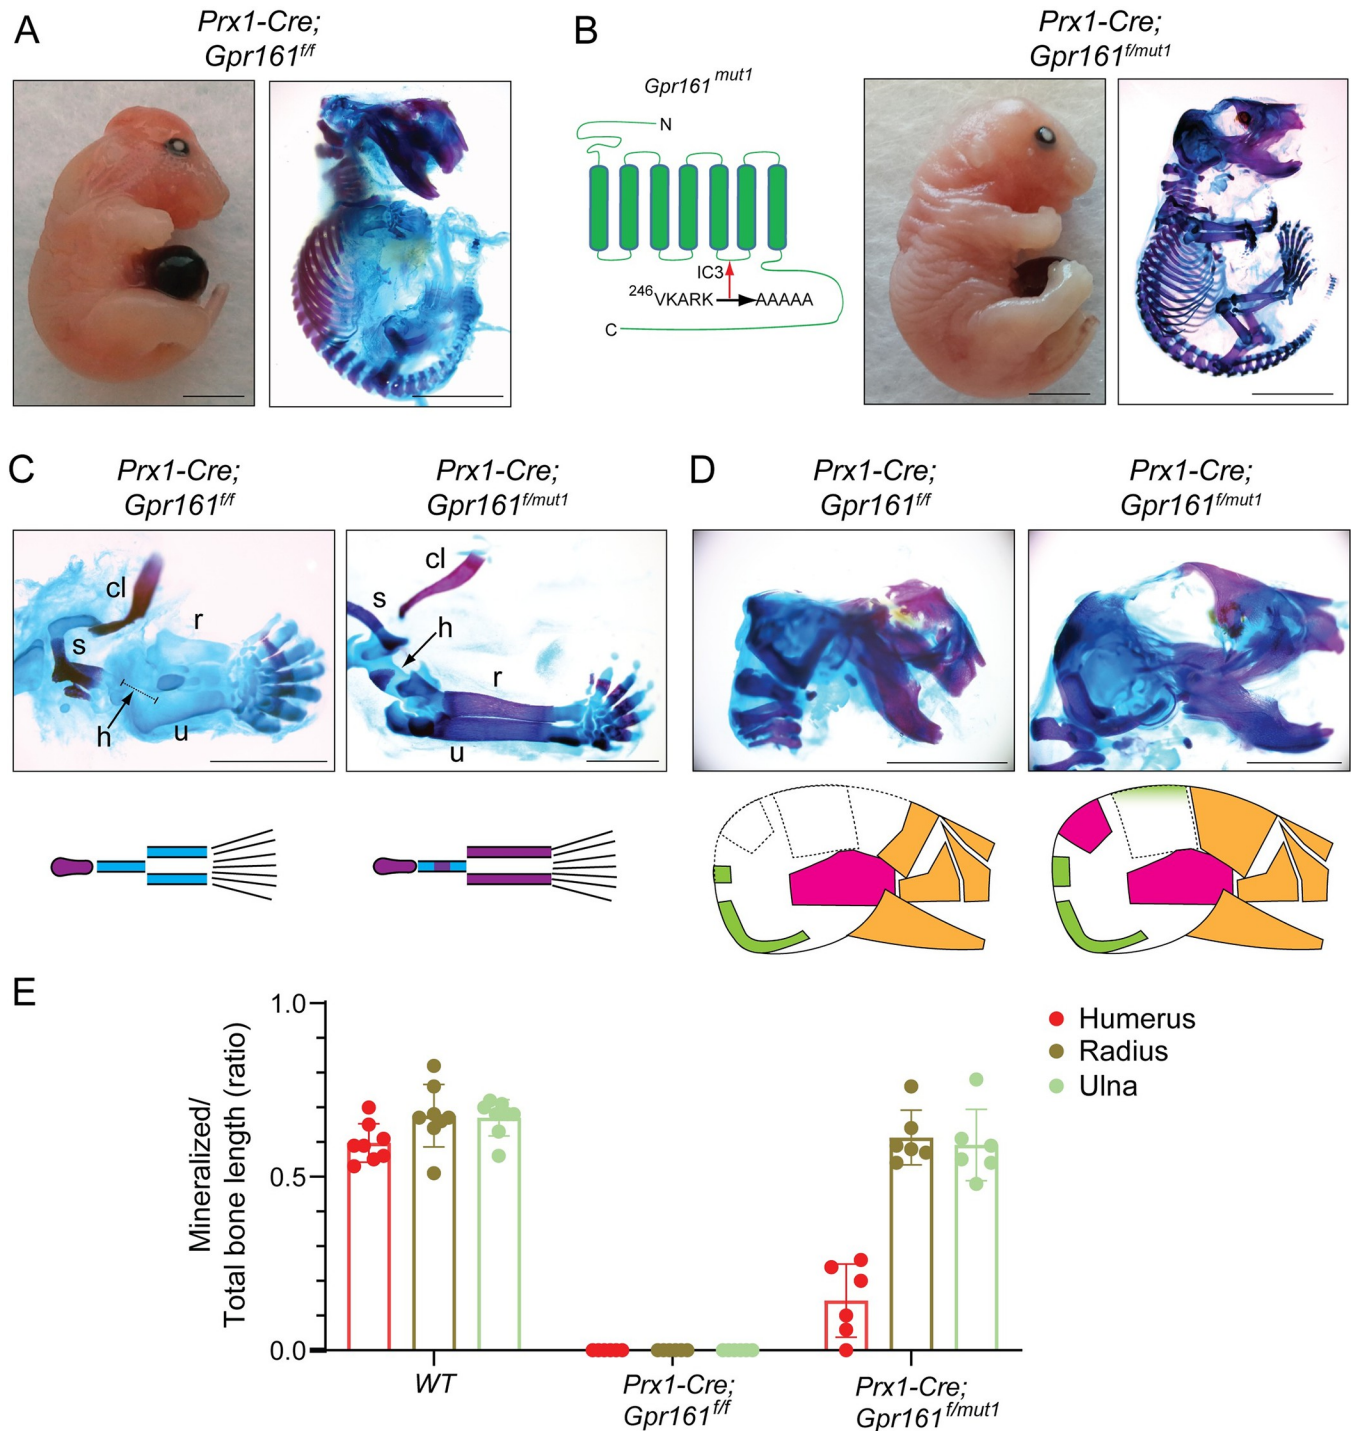 A
Prx1-Cre;
Gpr161f/f
B
Prx1-Cre;
Gpr161f/mut1
Gpr161mut1
N
IC3
246VKARK AAAAA
C
C
Prx1-Cre;
Gpr161f/f
Prx1-Cre;
Gpr161f/mut1
D
Prx1-Cre;
Gpr161f/f
Prx1-Cre;
Gpr161f/mut1
cl
r
s
h
u
cl
s
h
r
u
E
Mineralized/
Total bone length (ratio)
1.0
0.5
0.0
WT
Prx1-Cre;
Gpr161f/f
Prx1-Cre;
Gpr161f/mut1
Humerus
Radius
Ulna